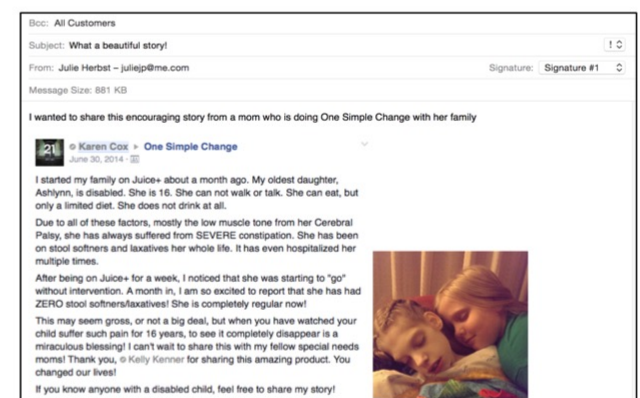 Bcc: All Customers
Subject: What a beautiful story!
!
From: Julie Herbst – juliejp@me.com Signature: Signature #1
Message Size: 881 KB
I wanted to share this encouraging story from a mom who is doing One Simple Change with her family
21 Karen Cox ▸ One Simple Change
June 30, 2014 ·
I started my family on Juice+ about a month ago. My oldest daughter,
Ashlynn, is disabled. She is 16. She can not walk or talk. She can eat, but
only a limited diet. She does not drink at all.
Due to all of these factors, mostly the low muscle tone from her Cerebral
Palsy, she has always suffered from SEVERE constipation. She has been
on stool softners and laxatives her whole life. It has even hospitalized her
multiple times.
After being on Juice+ for a week, I noticed that she was starting to "go"
without intervention. A month in, I am so excited to report that she has had
ZERO stool softners/laxatives! She is completely regular now!
This may seem gross, or not a big deal, but when you have watched your
child suffer such pain for 16 years, to see it completely disappear is a
miraculous blessing! I can't wait to share this with my fellow special needs
moms! Thank you, Kelly Kenner for sharing this amazing product. You
changed our lives!
If you know anyone with a disabled child, feel free to share my story!